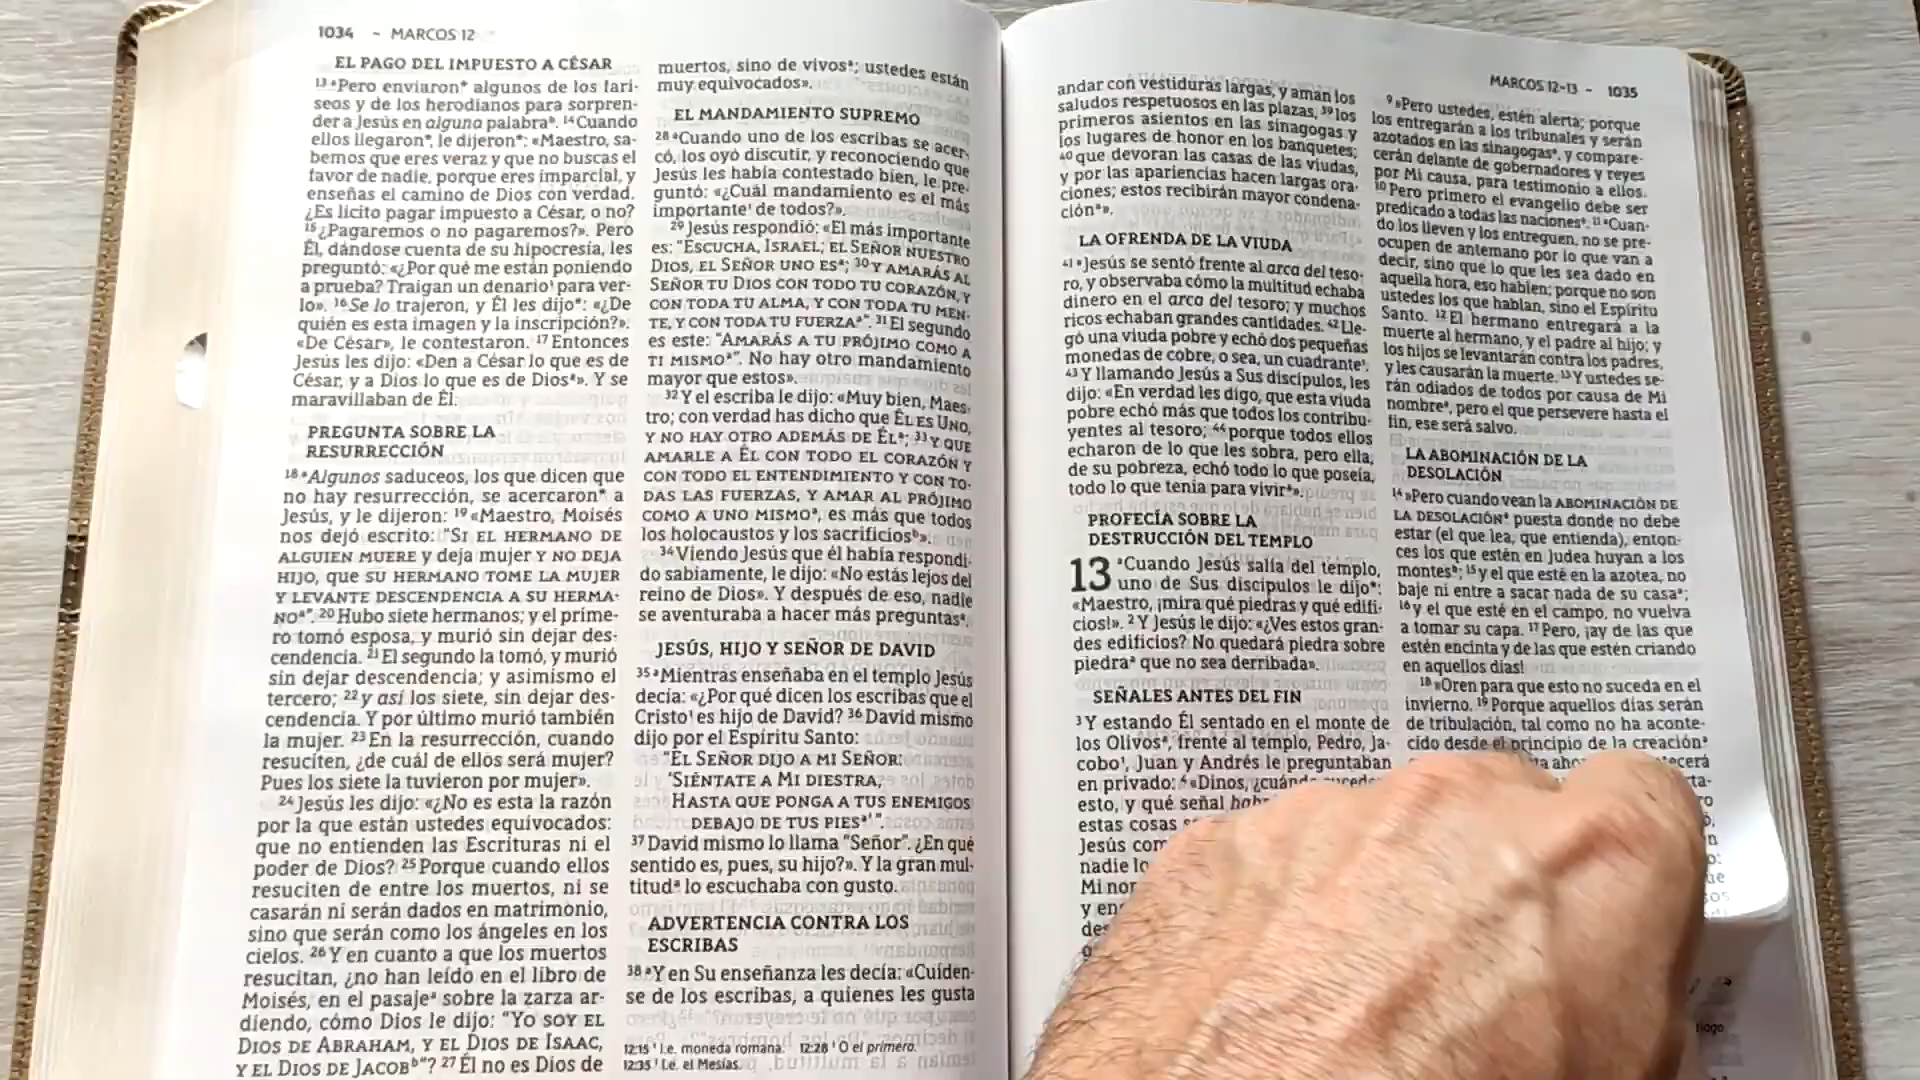 1034 ~ MARCOS 12
EL PAGO DEL IMPUESTO A CÉSAR
13 ªPero enviaron* algunos de los fari-
seos y de los herodianos para sorpren-
der a Jesús en alguna palabraᵇ. 14 Cuando
ellos llegaron*, le dijeron*: «Maestro, sa-
bemos que eres veraz y que no buscas el
favor de nadie, porque eres imparcial, y
enseñas el camino de Dios con verdad.
¿Es lícito pagar impuesto a César, o no?
15 ¿Pagaremos o no pagaremos?». Pero
Él, dándose cuenta de su hipocresía, les
preguntó: «¿Por qué me están poniendo
a prueba? Traigan un denario¹ para ver-
lo». 16 Se lo trajeron, y Él les dijo*: «¿De
quién es esta imagen y la inscripción?».
«De César», le contestaron. 17 Entonces
Jesús les dijo: «Den a César lo que es de
César, y a Dios lo que es de Diosª». Y se
maravillaban de Él.
PREGUNTA SOBRE LA
RESURRECCIÓN
18 ªAlgunos saduceos, los que dicen que
no hay resurrección, se acercaron* a
Jesús, y le dijeron: 19 «Maestro, Moisés
nos dejó escrito: "SI EL HERMANO DE
ALGUIEN MUERE y deja mujer Y NO DEJA
HIJO, que SU HERMANO TOME LA MUJER
Y LEVANTE DESCENDENCIA A SU HERMA-
NOª". 20 Hubo siete hermanos; y el prime-
ro tomó esposa, y murió sin dejar des-
cendencia. 21 El segundo la tomó, y murió
sin dejar descendencia; y asimismo el
tercero; 22 y así los siete, sin dejar des-
cendencia. Y por último murió también
la mujer. 23 En la resurrección, cuando
resuciten, ¿de cuál de ellos será mujer?
Pues los siete la tuvieron por mujer».
24 Jesús les dijo: «¿No es esta la razón
por la que están ustedes equivocados:
que no entienden las Escrituras ni el
poder de Dios? 25 Porque cuando ellos
resuciten de entre los muertos, ni se
casarán ni serán dados en matrimonio,
sino que serán como los ángeles en los
cielos. 26 Y en cuanto a que los muertos
resucitan, ¿no han leído en el libro de
Moisés, en el pasajeª sobre la zarza ar-
diendo, cómo Dios le dijo: "YO SOY EL
DIOS DE ABRAHAM, Y EL DIOS DE ISAAC,
Y EL DIOS DE JACOBᵇ"? 27 Él no es Dios de
muertos, sino de vivosª; ustedes están
muy equivocados».
EL MANDAMIENTO SUPREMO
28 ªCuando uno de los escribas se acer-
có, los oyó discutir, y reconociendo que
Jesús les había contestado bien, le pre-
guntó: «¿Cuál mandamiento es el más
importante¹ de todos?».
29 Jesús respondió: «El más importante
es: "ESCUCHA, ISRAEL; EL SEÑOR NUESTRO
DIOS, EL SEÑOR UNO ESª; 30 Y AMARÁS AL
SEÑOR TU DIOS CON TODO TU CORAZÓN, Y
CON TODA TU ALMA, Y CON TODA TU MEN-
TE, Y CON TODA TU FUERZAª". 31 El segundo
es este: "AMARÁS A TU PRÓJIMO COMO A
TI MISMOª". No hay otro mandamiento
mayor que estos».
32 Y el escriba le dijo: «Muy bien, Maes-
tro; con verdad has dicho que ÉL ES UNO,
Y NO HAY OTRO ADEMÁS DE ÉLª; 33 Y QUE
AMARLE A ÉL CON TODO EL CORAZÓN Y
CON TODO EL ENTENDIMIENTO Y CON TO-
DAS LAS FUERZAS, Y AMAR AL PRÓJIMO
COMO A UNO MISMOª, es más que todos
los holocaustos y los sacrificiosᵇ».
34 Viendo Jesús que él había respondi-
do sabiamente, le dijo: «No estás lejos del
reino de Dios». Y después de eso, nadie
se aventuraba a hacer más preguntasª.
JESÚS, HIJO Y SEÑOR DE DAVID
35 ªMientras enseñaba en el templo Jesús
decía: «¿Por qué dicen los escribas que el
Cristo¹ es hijo de David? 36 David mismo
dijo por el Espíritu Santo:
"EL SEÑOR DIJO A MI SEÑOR:
'SIÉNTATE A MI DIESTRA,
HASTA QUE PONGA A TUS ENEMIGOS
DEBAJO DE TUS PIESª' ".
37 David mismo lo llama "Señor". ¿En qué
sentido es, pues, su hijo?». Y la gran mul-
titudª lo escuchaba con gusto.
ADVERTENCIA CONTRA LOS
ESCRIBAS
38 ªY en Su enseñanza les decía: «Cuíden-
se de los escribas, a quienes les gusta
12:15 ¹ I.e. moneda romana. 12:28 ¹ O el primero.
12:35 ¹ I.e. el Mesías.
MARCOS 12-13 ~ 1035
andar con vestiduras largas, y aman los
saludos respetuosos en las plazas, 39 los
primeros asientos en las sinagogas y
los lugares de honor en los banquetes;
40 que devoran las casas de las viudas,
y por las apariencias hacen largas ora-
ciones; estos recibirán mayor condena-
ciónª».
LA OFRENDA DE LA VIUDA
41 ªJesús se sentó frente al arca del teso-
ro, y observaba cómo la multitud echaba
dinero en el arca del tesoro; y muchos
ricos echaban grandes cantidades. 42 Lle-
gó una viuda pobre y echó dos pequeñas
monedas de cobre, o sea, un cuadrante¹.
43 Y llamando Jesús a Sus discípulos, les
dijo: «En verdad les digo, que esta viuda
pobre echó más que todos los contribu-
yentes al tesoro; 44 porque todos ellos
echaron de lo que les sobra, pero ella,
de su pobreza, echó todo lo que poseía,
todo lo que tenía para vivirª».
PROFECÍA SOBRE LA
DESTRUCCIÓN DEL TEMPLO
13 ªCuando Jesús salía del templo,
uno de Sus discípulos le dijo*:
«Maestro, ¡mira qué piedras y qué edifi-
cios!». 2 Y Jesús le dijo: «¿Ves estos gran-
des edificios? No quedará piedra sobre
piedraª que no sea derribada».
SEÑALES ANTES DEL FIN
3 Y estando Él sentado en el monte de
los Olivosª, frente al templo, Pedro, Ja-
cobo¹, Juan y Andrés le preguntaban
en privado: 4 «Dinos, ¿cuándo
esto, y qué señal
estas cosas
Jesús com
nadie lo
Mi nom
y en
des
9 »Pero ustedes, estén alerta; porque
los entregarán a los tribunales y serán
azotados en las sinagogasª, y compare-
cerán delante de gobernadores y reyes
por Mi causa, para testimonio a ellos.
10 Pero primero el evangelio debe ser
predicado a todas las nacionesª. 11 ªCuan-
do los lleven y los entreguen, no se pre-
ocupen de antemano por lo que van a
decir, sino que lo que les sea dado en
aquella hora, eso hablen; porque no son
ustedes los que hablan, sino el Espíritu
Santo. 12 El hermano entregará a la
muerte al hermano, y el padre al hijo; y
los hijos se levantarán contra los padres,
y les causarán la muerte. 13 Y ustedes se-
rán odiados de todos por causa de Mi
nombreª, pero el que persevere hasta el
fin, ese será salvo.
LA ABOMINACIÓN DE LA
DESOLACIÓN
14 »Pero cuando vean la ABOMINACIÓN DE
LA DESOLACIÓNª puesta donde no debe
estar (el que lea, que entienda), enton-
ces los que estén en Judea huyan a los
montesᵇ; 15 y el que esté en la azotea, no
baje ni entre a sacar nada de su casaª;
16 y el que esté en el campo, no vuelva
a tomar su capa. 17 Pero, ¡ay de las que
estén encinta y de las que estén criando
en aquellos días!
18 »Oren para que esto no suceda en el
invierno. 19 Porque aquellos días serán
de tribulación, tal como no ha aconte-
cido desde el principio de la creaciónª